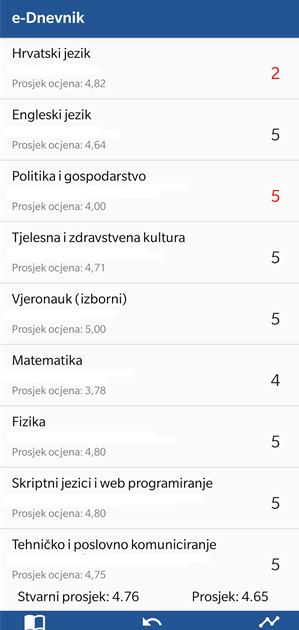 e-Dnevnik
Hrvatski jezik
Prosjek ocjena: 4,82
2
Engleski jezik
Prosjek ocjena: 4,64
5
Politika i gospodarstvo
Prosjek ocjena: 4,00
5
Tjelesna i zdravstvena kultura
Prosjek ocjena: 4,71
5
Vjeronauk (izborni)
Prosjek ocjena: 5,00
5
Matematika
Prosjek ocjena: 3,78
4
Fizika
Prosjek ocjena: 4,80
5
Skriptni jezici i web programiranje
Prosjek ocjena: 4,80
5
Tehničko i poslovno komuniciranje
Prosjek ocjena: 4,75
5
Stvarni prosjek: 4.76 Prosjek: 4.65